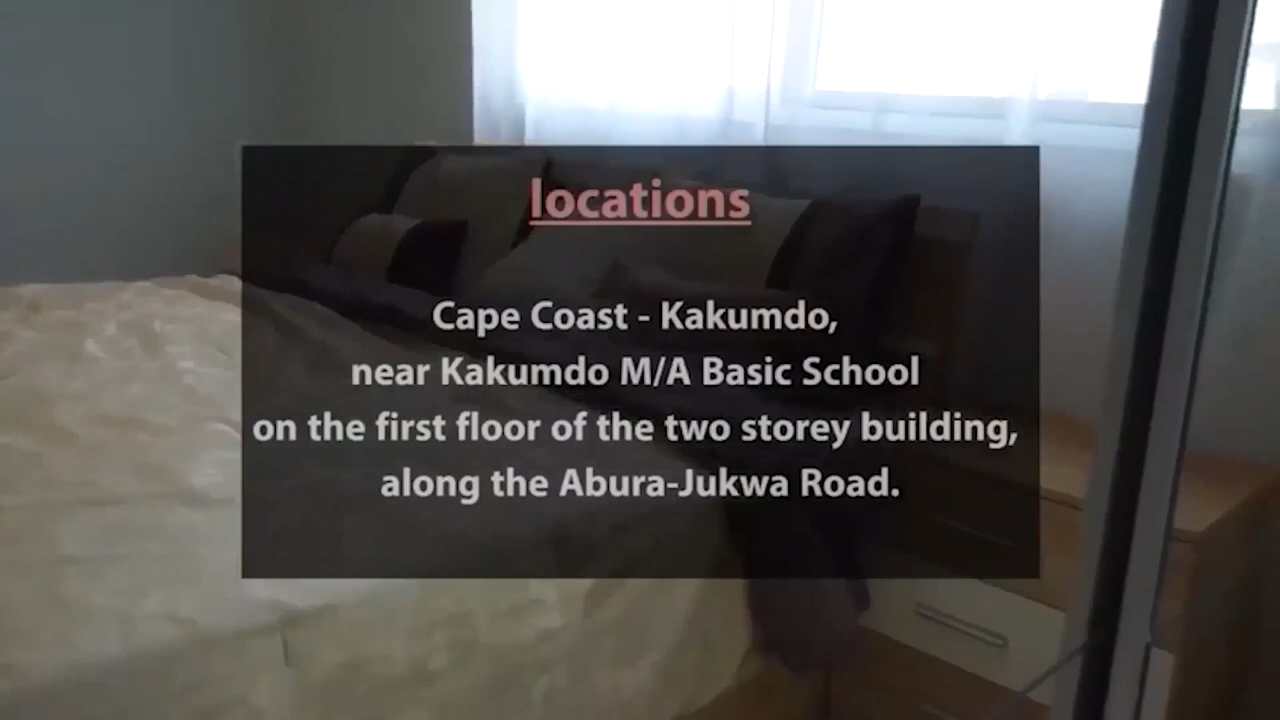 locations
Cape Coast - Kakumdo,
near Kakumdo M/A Basic School
on the first floor of the two storey building,
along the Abura-Jukwa Road.